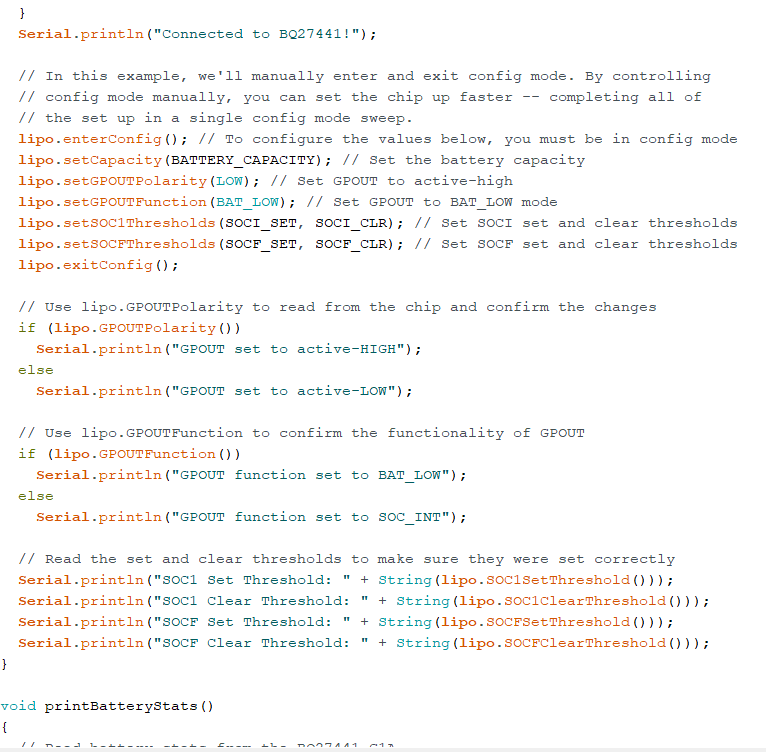 }
Serial.println("Connected to BQ27441!");
// In this example, we'll manually enter and exit config mode. By controlling
// config mode manually, you can set the chip up faster -- completing all of
// the set up in a single config mode sweep.
lipo.enterConfig(); // To configure the values below, you must be in config mode
lipo.setCapacity(BATTERY_CAPACITY); // Set the battery capacity
lipo.setGPOUTPolarity(LOW); // Set GPOUT to active-high
lipo.setGPOUTFunction(BAT_LOW); // Set GPOUT to BAT_LOW mode
lipo.setSOC1Thresholds(SOCI_SET, SOCI_CLR); // Set SOCI set and clear thresholds
lipo.setSOCFThresholds(SOCF_SET, SOCF_CLR); // Set SOCF set and clear thresholds
lipo.exitConfig();
// Use lipo.GPOUTPolarity to read from the chip and confirm the changes
if (lipo.GPOUTPolarity())
Serial.println("GPOUT set to active-HIGH");
else
Serial.println("GPOUT set to active-LOW");
// Use lipo.GPOUTFunction to confirm the functionality of GPOUT
if (lipo.GPOUTFunction())
Serial.println("GPOUT function set to BAT_LOW");
else
Serial.println("GPOUT function set to SOC_INT");
// Read the set and clear thresholds to make sure they were set correctly
Serial.println("SOC1 Set Threshold: " + String(lipo.SOC1SetThreshold()));
Serial.println("SOC1 Clear Threshold: " + String(lipo.SOC1ClearThreshold()));
Serial.println("SOCF Set Threshold: " + String(lipo.SOCFSetThreshold()));
Serial.println("SOCF Clear Threshold: " + String(lipo.SOCFClearThreshold()));
}
void printBatteryStats()
{
// Read battery stats from the BQ27441-G1A